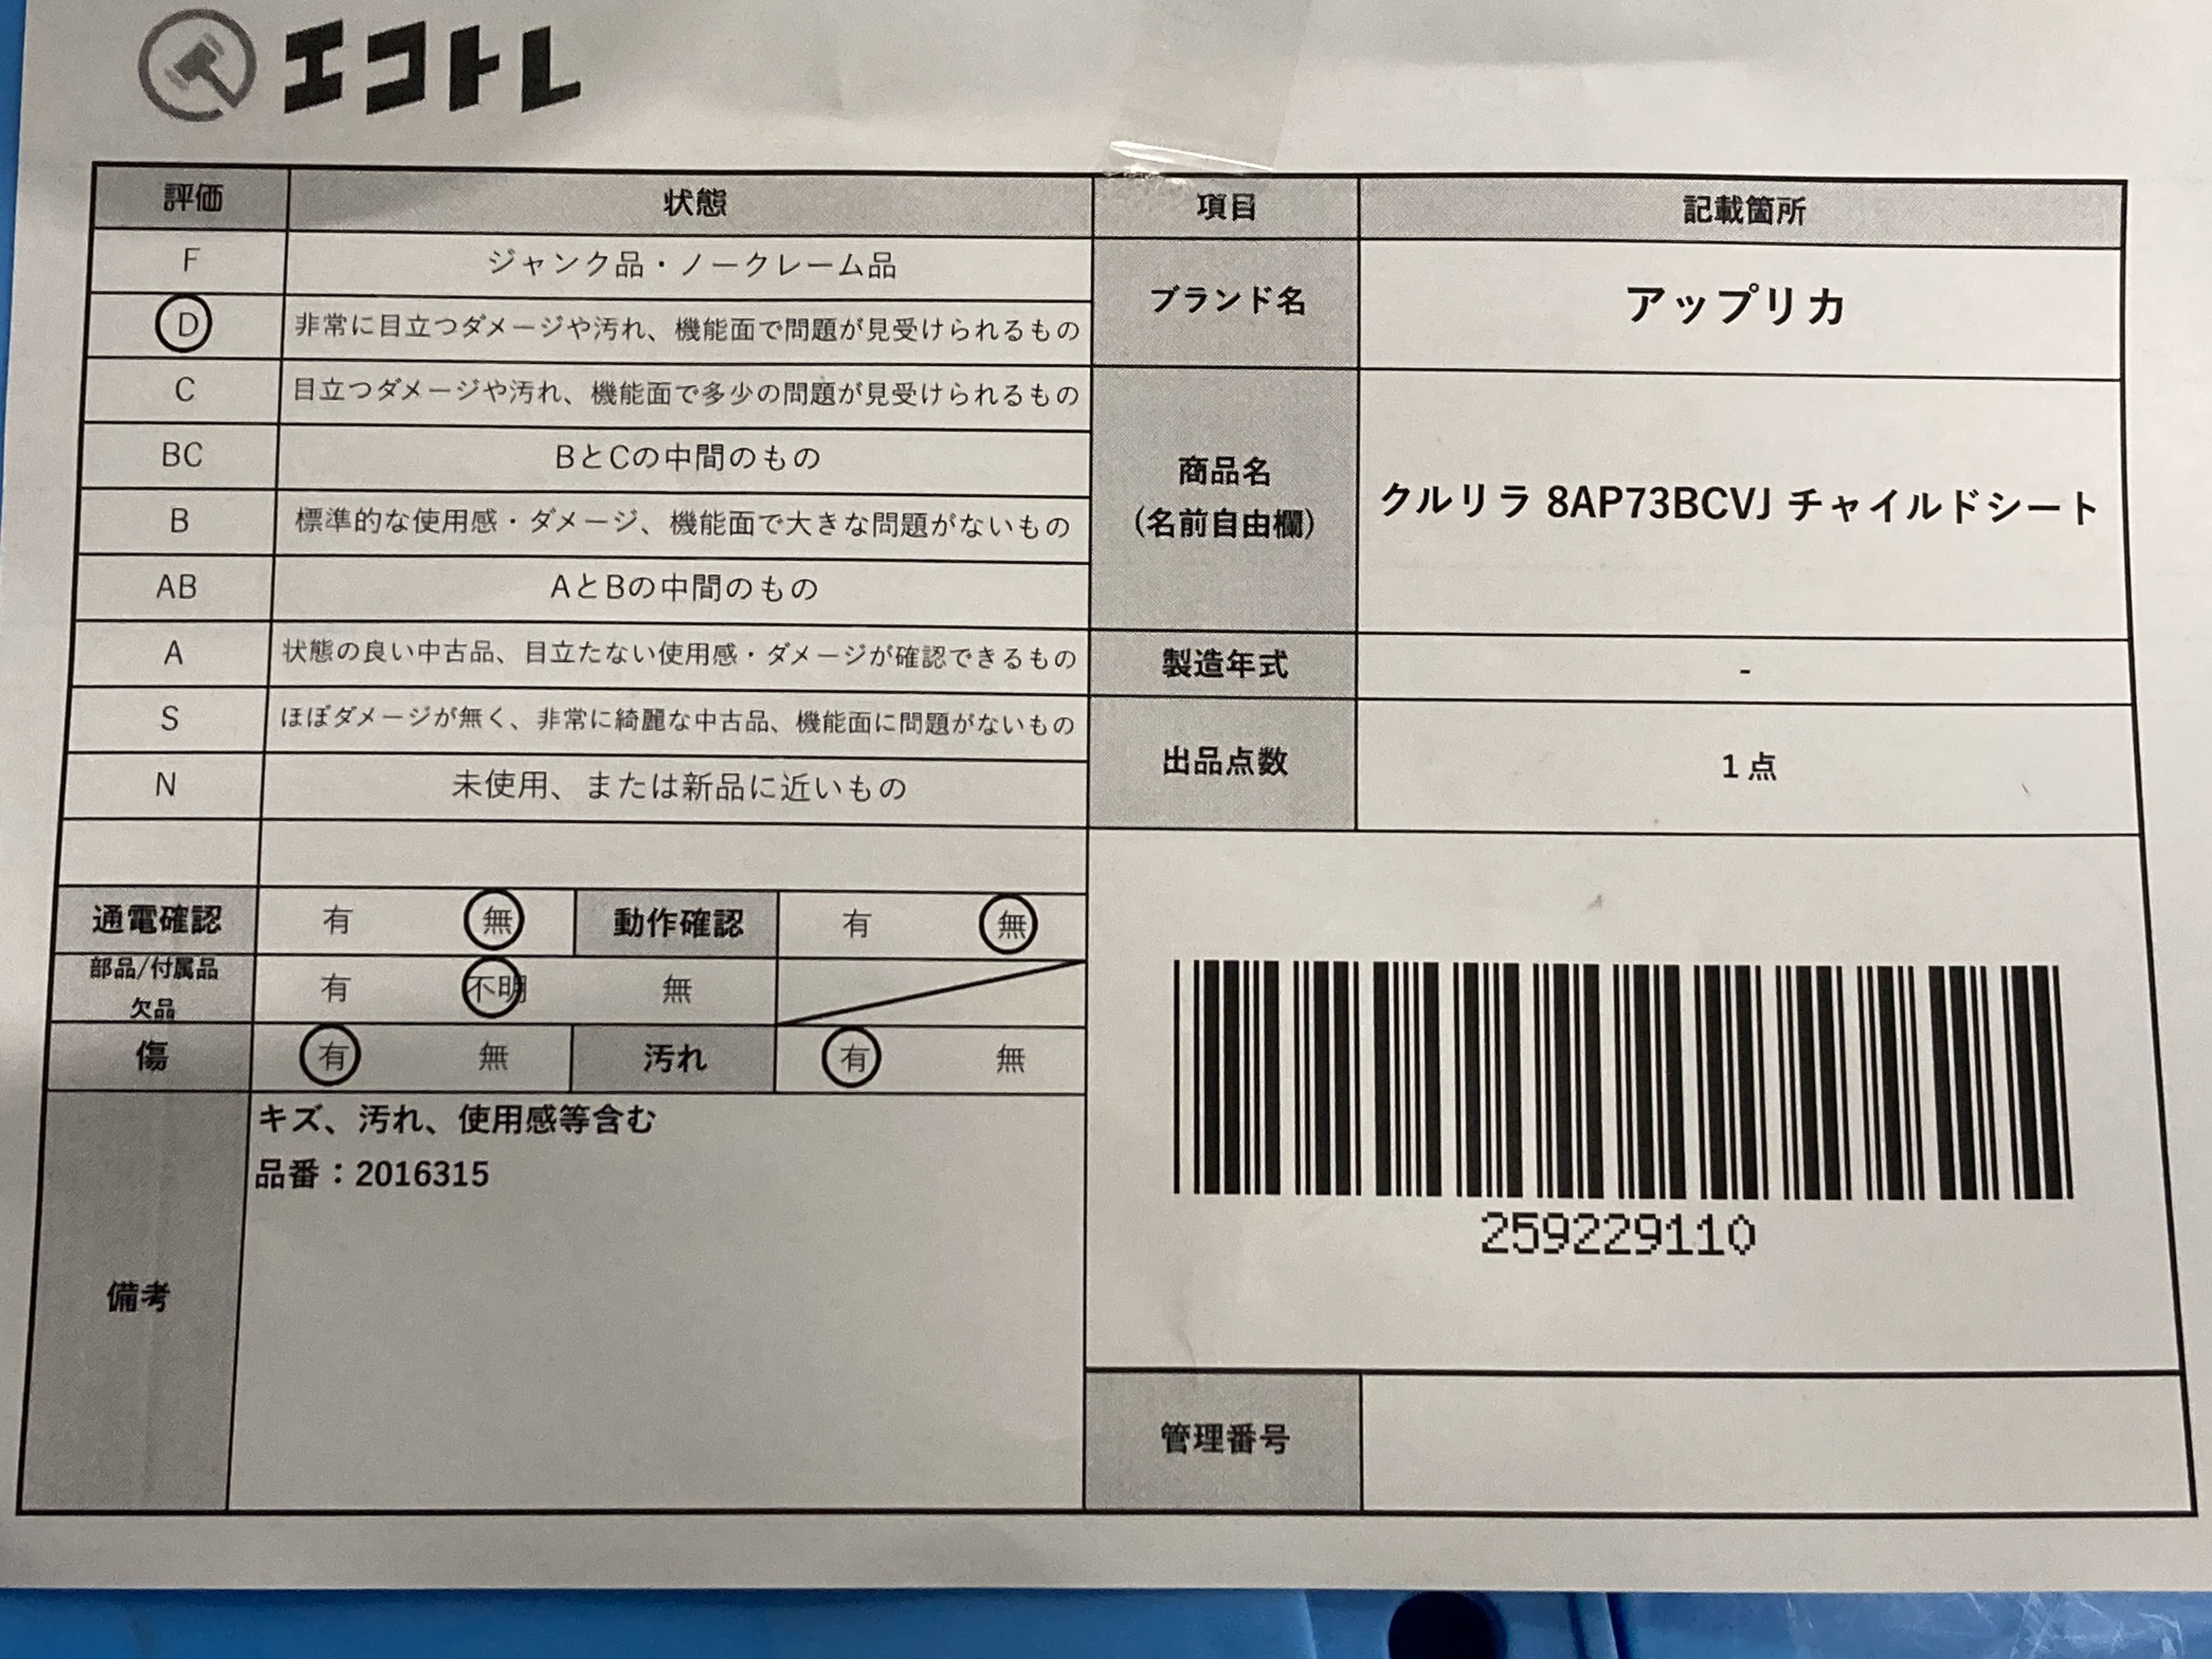 エコトレ
評価 状態 項目 記載箇所
F ジャンク品・ノークレーム品
D 非常に目立つダメージや汚れ、機能面で問題が見受けられるもの
ブランド名 アップリカ
C 目立つダメージや汚れ、機能面で多少の問題が見受けられるもの
BC BとCの中間のもの
B 標準的な使用感・ダメージ、機能面で大きな問題がないもの
商品名
(名前自由欄)
クルリラ 8AP73BCVJ チャイルドシート
AB AとBの中間のもの
A 状態の良い中古品、目立たない使用感・ダメージが確認できるもの
製造年式 -
S ほぼダメージが無く、非常に綺麗な中古品、機能面に問題がないもの
N 未使用、または新品に近いもの
出品点数 1点
通電確認 有 無 動作確認 有 無
部品/付属品
欠品
有 不明 無
傷 有 無 汚れ 有 無
備考
キズ、汚れ、使用感等含む
品番：2016315
259229110
管理番号